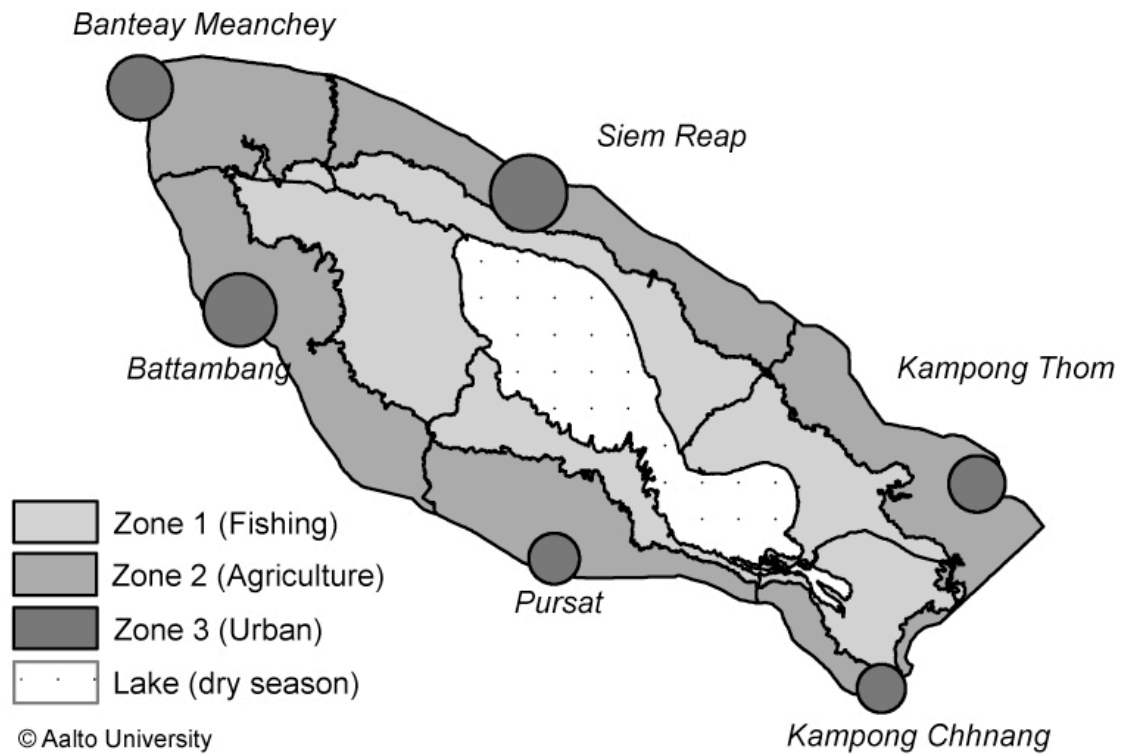 Banteay Meanchey
Siem Reap
Battambang
Kampong Thom
Pursat
Kampong Chhnang
Zone 1 (Fishing)
Zone 2 (Agriculture)
Zone 3 (Urban)
Lake (dry season)
© Aalto University